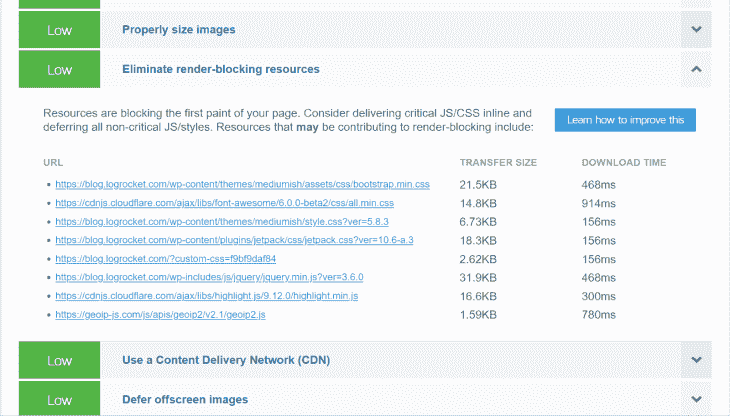 Low Properly size images
Low Eliminate render-blocking resources
Resources are blocking the first paint of your page. Consider delivering critical JS/CSS inline and
deferring all non-critical JS/styles. Resources that may be contributing to render-blocking include:
Learn how to improve this
URL TRANSFER SIZE DOWNLOAD TIME
https://blog.logrocket.com/wp-content/themes/mediumish/assets/css/bootstrap.min.css 21.5KB 468ms
https://cdnjs.cloudflare.com/ajax/libs/font-awesome/6.0.0-beta2/css/all.min.css 14.8KB 914ms
https://blog.logrocket.com/wp-content/themes/mediumish/style.css?ver=5.8.3 6.73KB 156ms
https://blog.logrocket.com/wp-content/plugins/jetpack/css/jetpack.css?ver=10.6-a.3 18.3KB 156ms
https://blog.logrocket.com/?custom-css=f9bf9daf84 2.62KB 156ms
https://blog.logrocket.com/wp-includes/js/jquery/jquery.min.js?ver=3.6.0 31.9KB 468ms
https://cdnjs.cloudflare.com/ajax/libs/highlight.js/9.12.0/highlight.min.js 16.6KB 300ms
https://geoip-js.com/js/apis/geoip2/v2.1/geoip2.js 1.59KB 780ms
Low Use a Content Delivery Network (CDN)
Low Defer offscreen images